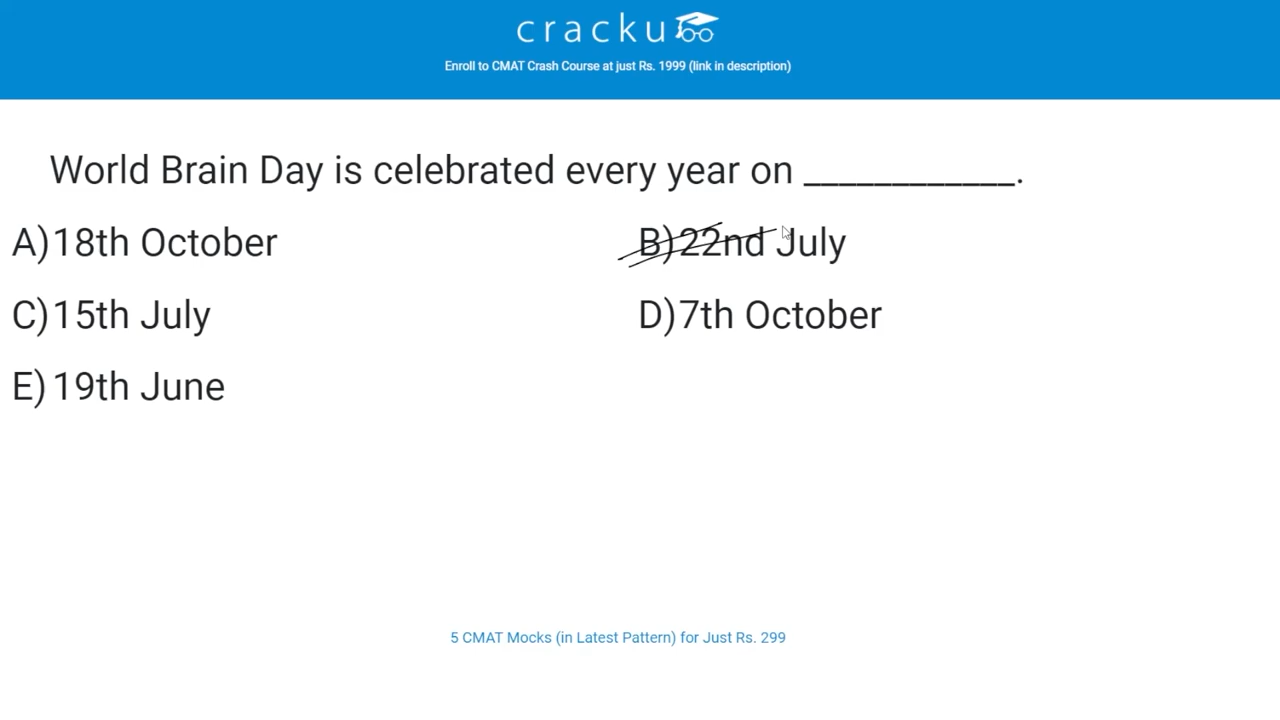 cracku
Enroll to CMAT Crash Course at just Rs. 1999 (link in description)
World Brain Day is celebrated every year on ____________.
A) 18th October
B) 22nd July
C) 15th July
D) 7th October
E) 19th June
5 CMAT Mocks (in Latest Pattern) for Just Rs. 299